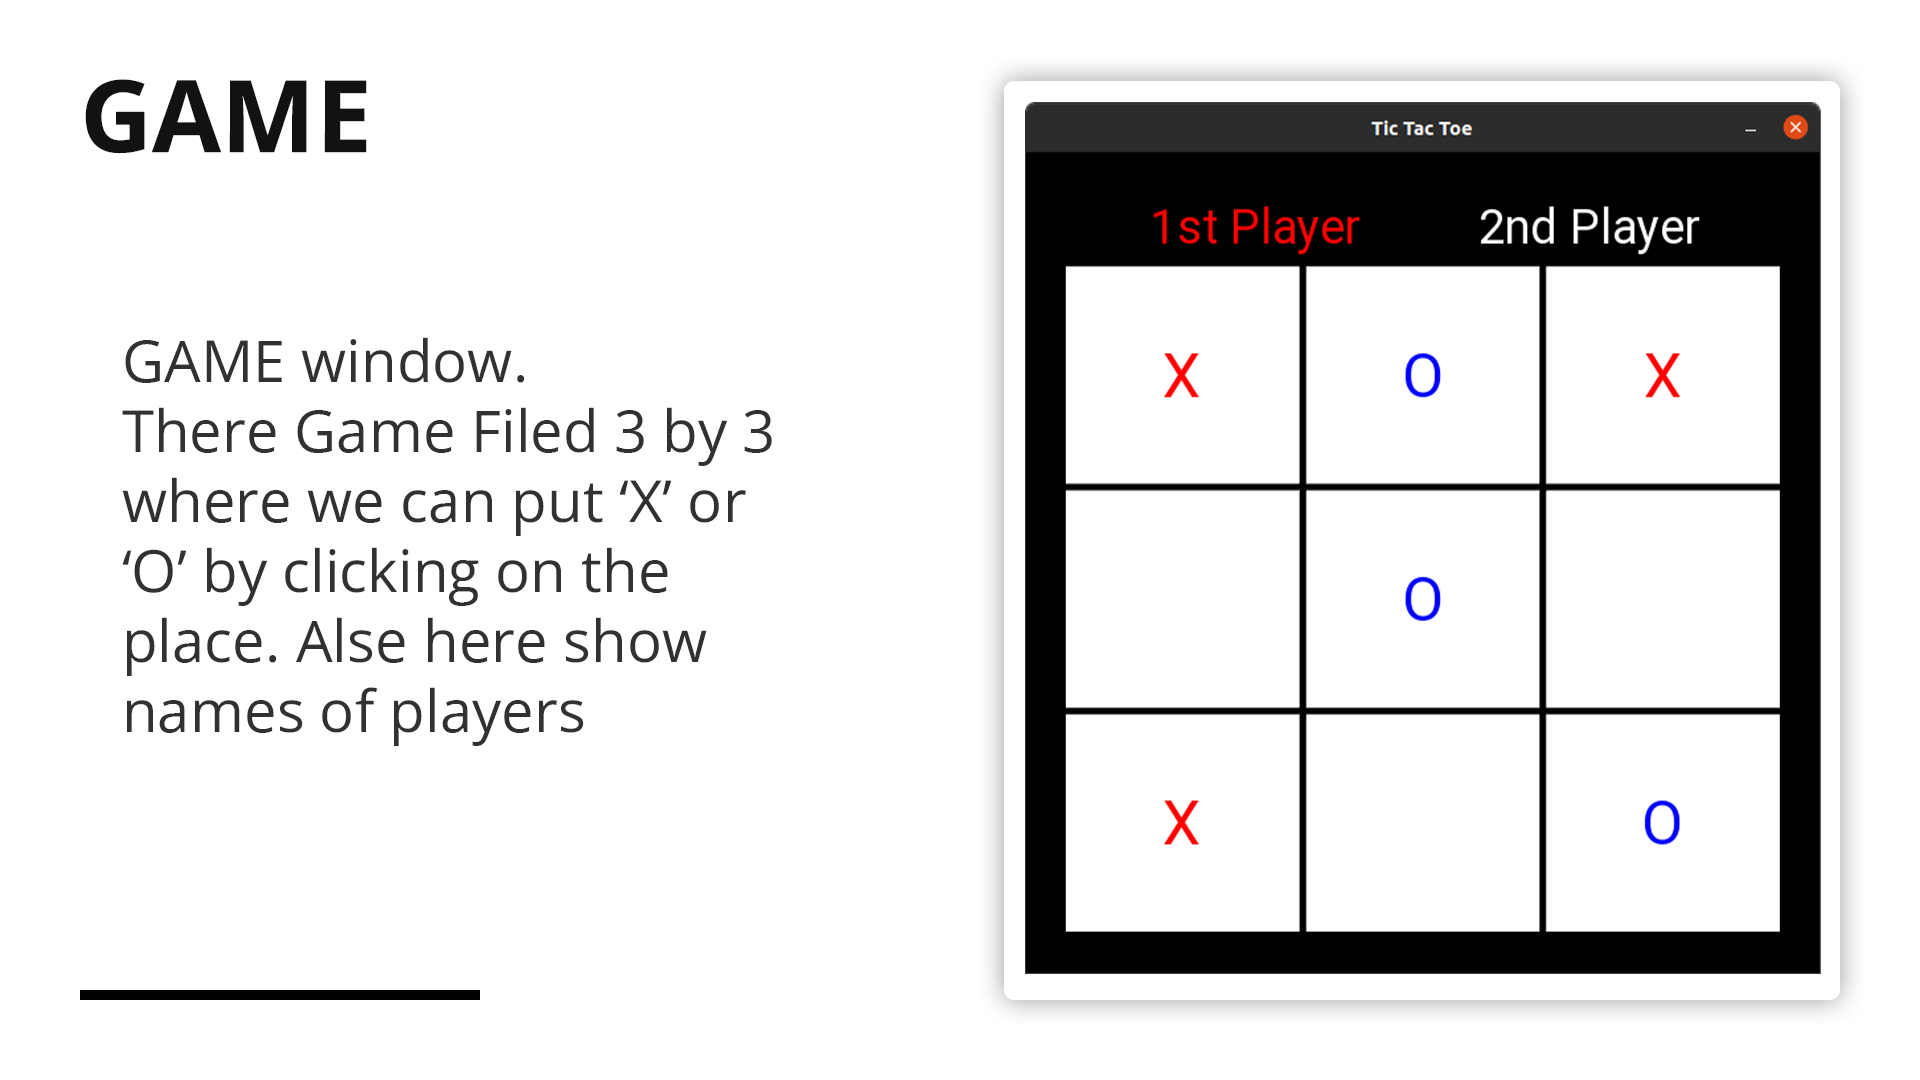 GAME
GAME window.
There Game Filed 3 by 3
where we can put ‘X’ or
‘O’ by clicking on the
place. Alse here show
names of players
Tic Tac Toe
1st Player 2nd Player
X O X
O
X O